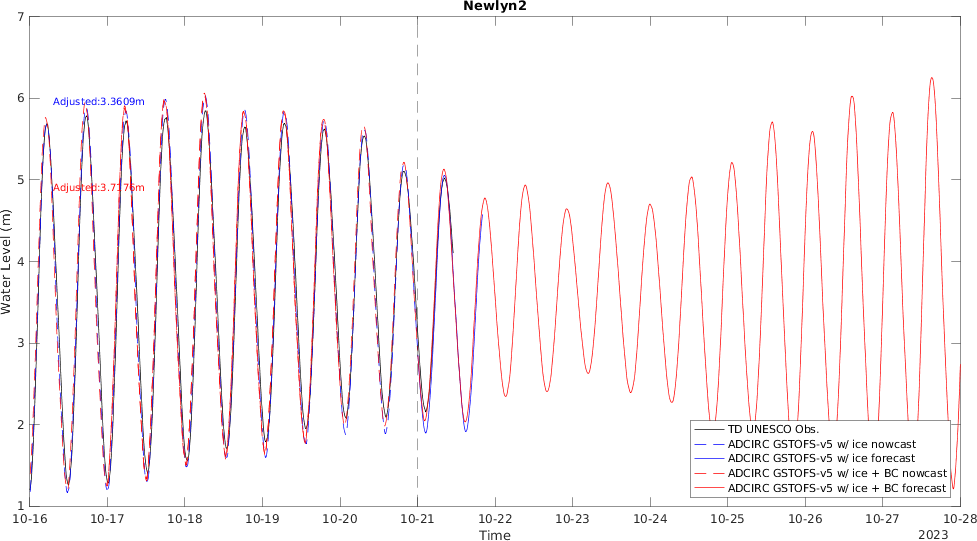 Newlyn2
7
6
5
4
3
2
1
Water Level (m)
Adjusted:3.3609m
Adjusted:3.7176m
TD UNESCO Obs.
ADCIRC GSTOFS-v5 w/ ice nowcast
ADCIRC GSTOFS-v5 w/ ice forecast
ADCIRC GSTOFS-v5 w/ ice + BC nowcast
ADCIRC GSTOFS-v5 w/ ice + BC forecast
10-16 10-17 10-18 10-19 10-20 10-21 10-22 10-23 10-24 10-25 10-26 10-27 10-28
Time
2023